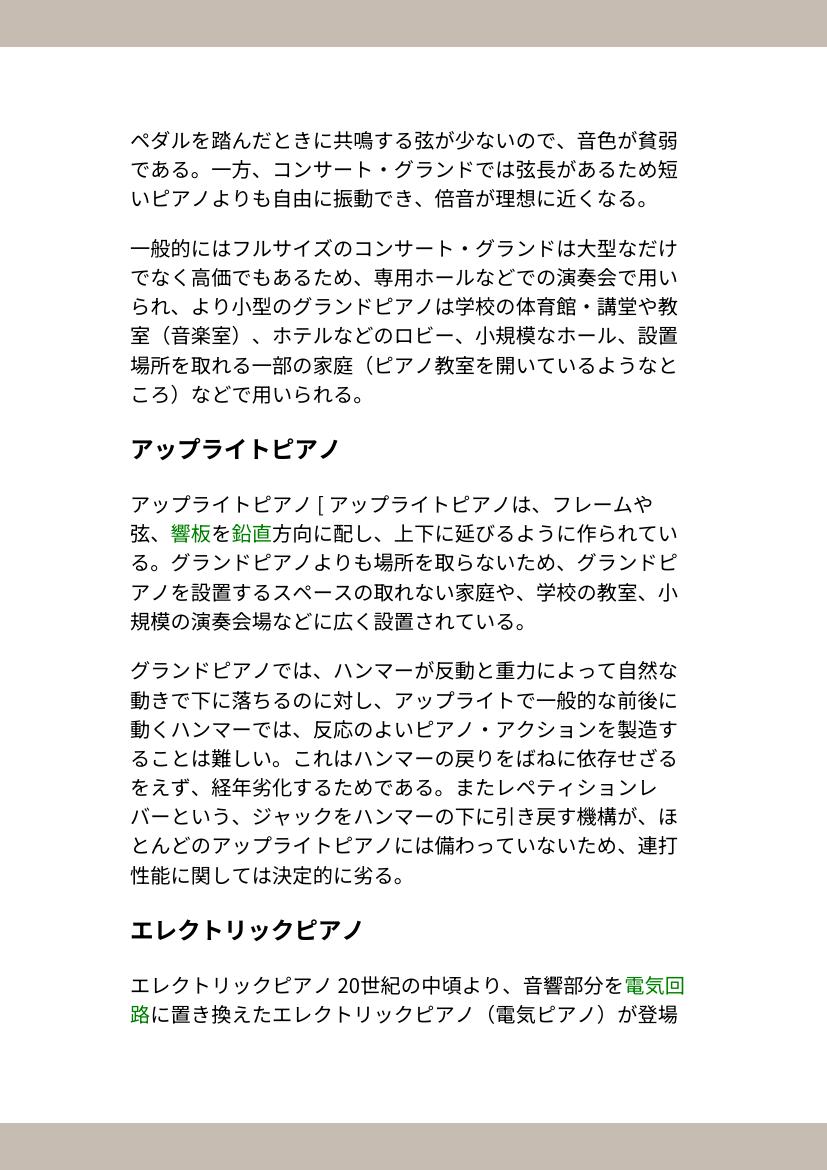 ペダルを踏んだときに共鳴する弦が少ないので、音色が貧弱
である。一方、コンサート・グランドでは弦長があるため短
いピアノよりも自由に振動でき、倍音が理想に近くなる。
一般的にはフルサイズのコンサート・グランドは大型なだけ
でなく高価でもあるため、専用ホールなどでの演奏会で用い
られ、より小型のグランドピアノは学校の体育館・講堂や教
室（音楽室）、ホテルなどのロビー、小規模なホール、設置
場所を取れる一部の家庭（ピアノ教室を開いているようなと
ころ）などで用いられる。
アップライトピアノ
アップライトピアノ [ アップライトピアノは、フレームや
弦、響板を鉛直方向に配し、上下に延びるように作られてい
る。グランドピアノよりも場所を取らないため、グランドピ
アノを設置するスペースの取れない家庭や、学校の教室、小
規模の演奏会場などに広く設置されている。
グランドピアノでは、ハンマーが反動と重力によって自然な
動きで下に落ちるのに対し、アップライトで一般的な前後に
動くハンマーでは、反応のよいピアノ・アクションを製造す
ることは難しい。これはハンマーの戻りをばねに依存せざる
をえず、経年劣化するためである。またレペティションレ
バーという、ジャックをハンマーの下に引き戻す機構が、ほ
とんどのアップライトピアノには備わっていないため、連打
性能に関しては決定的に劣る。
エレクトリックピアノ
エレクトリックピアノ 20世紀の中頃より、音響部分を電気回
路に置き換えたエレクトリックピアノ（電気ピアノ）が登場